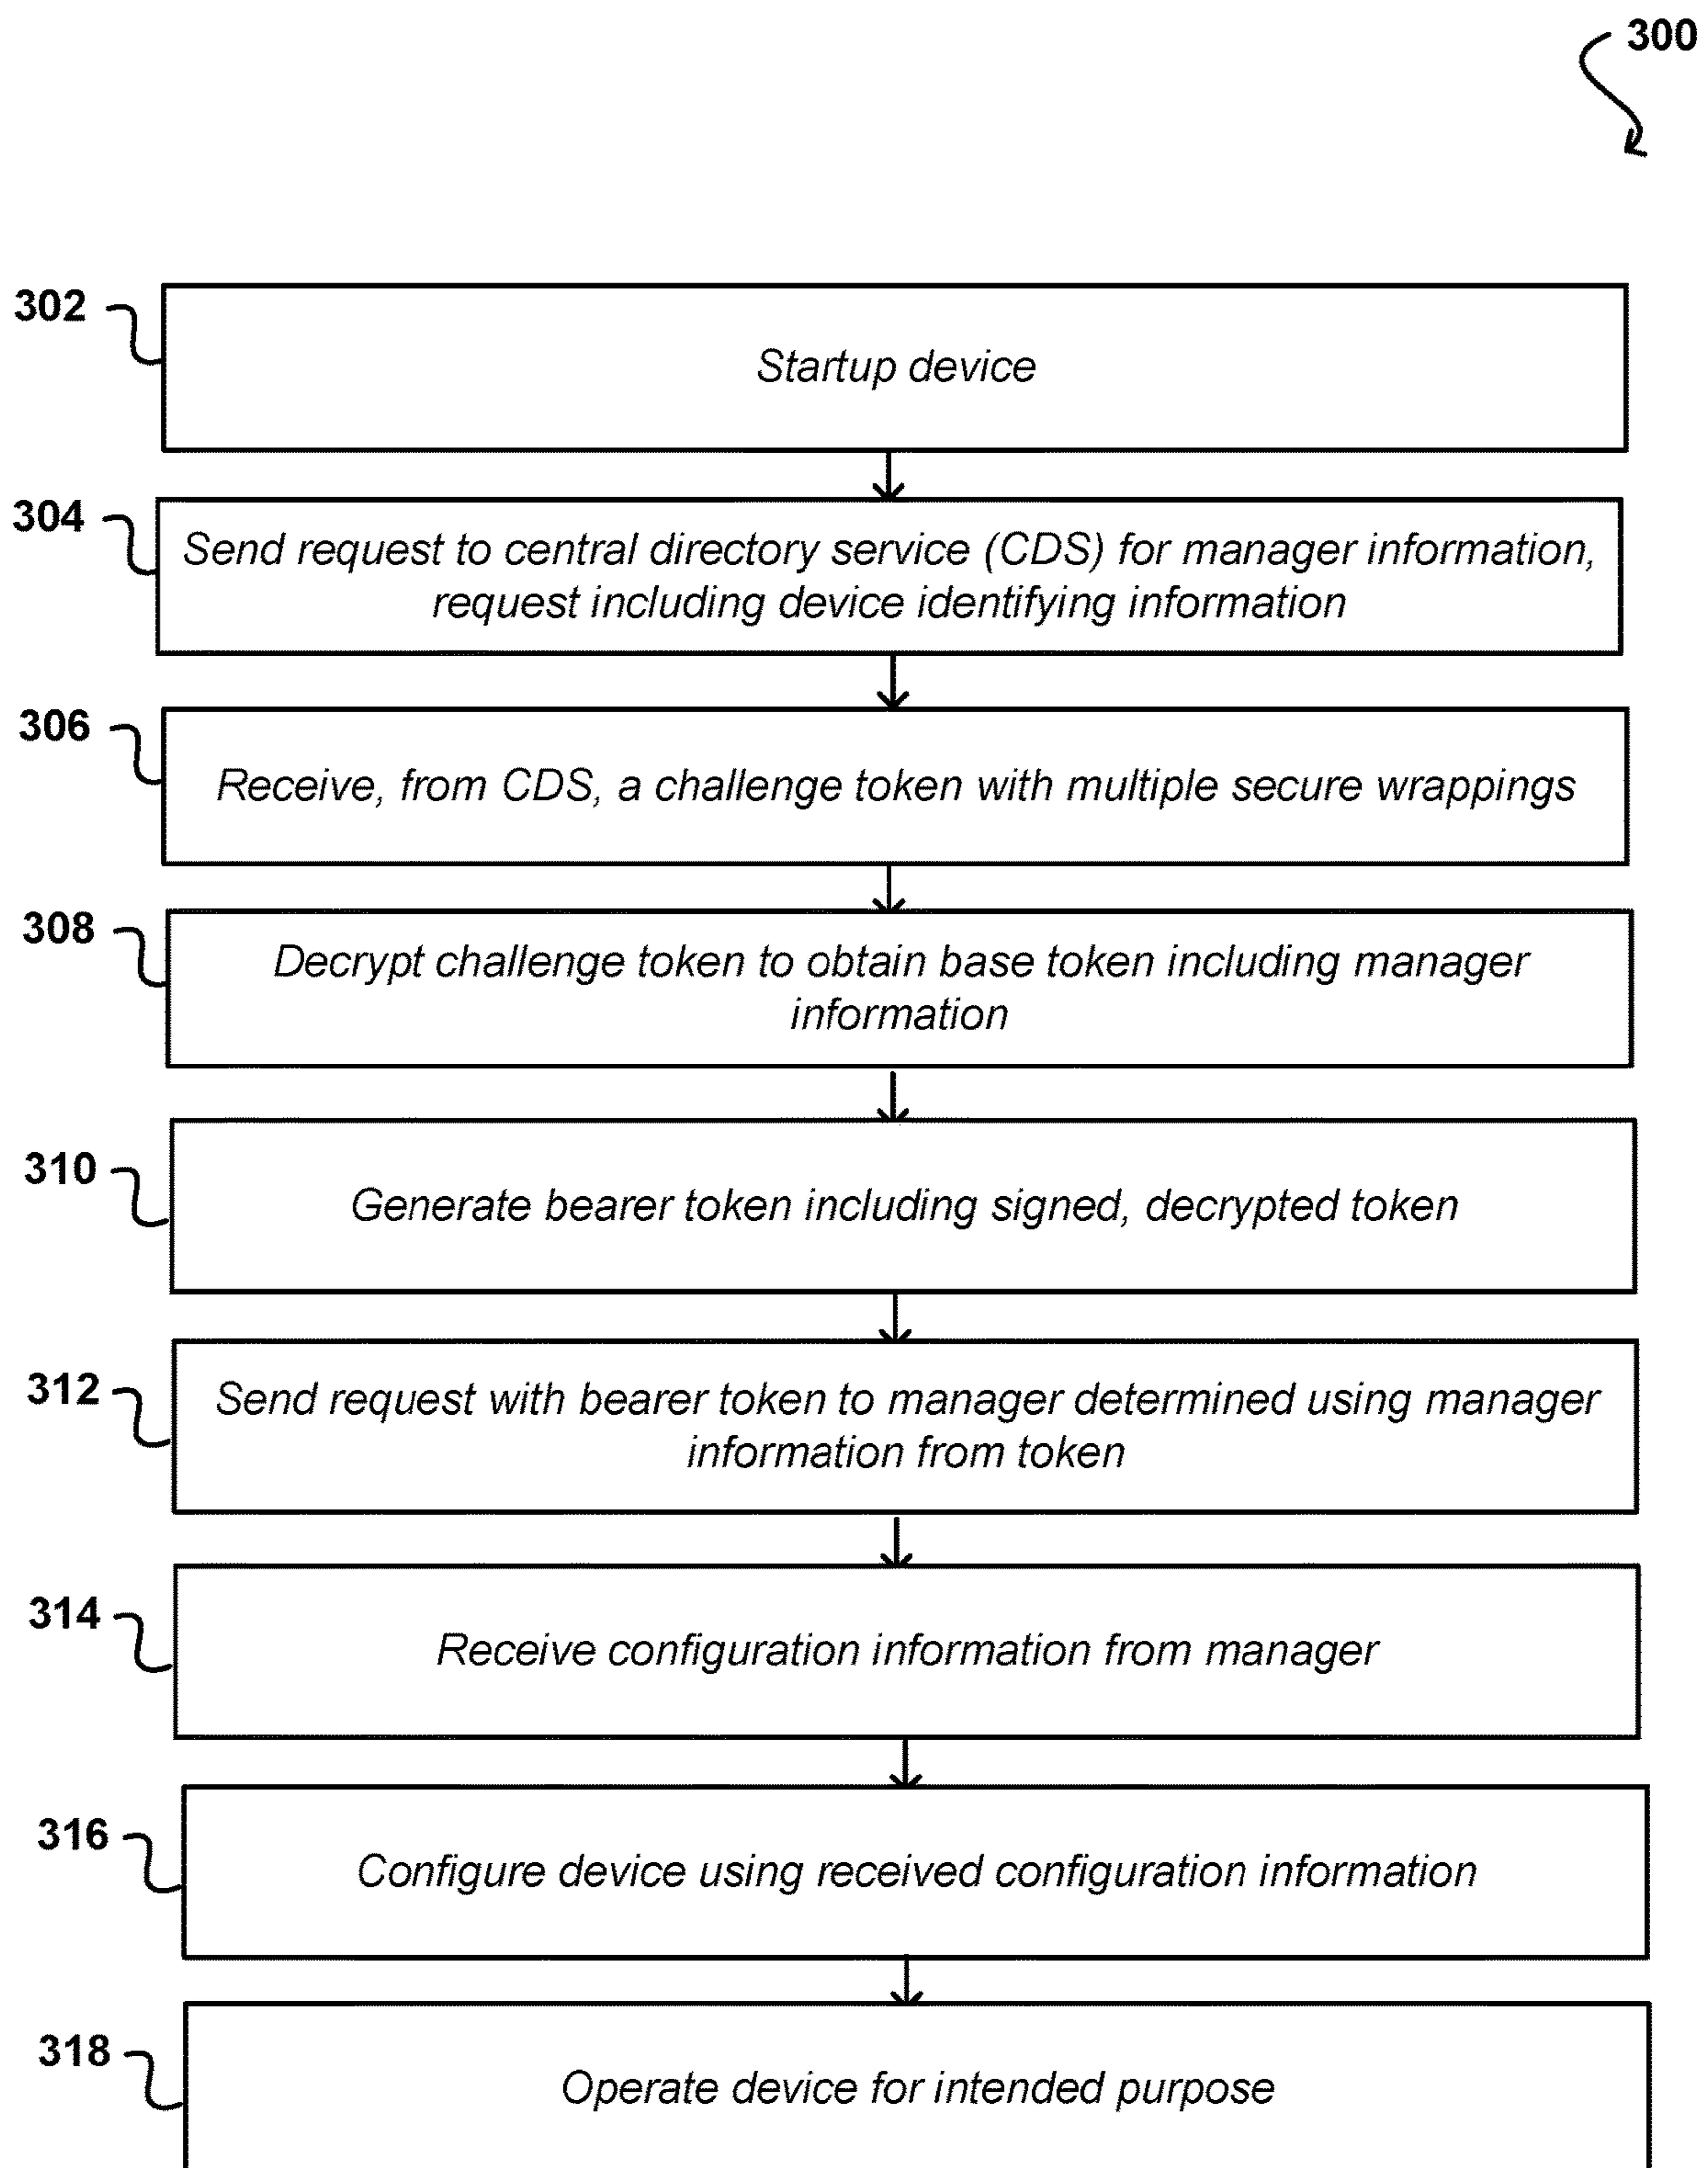 300
302
Startup device
304
Send request to central directory service (CDS) for manager information,
request including device identifying information
306
Receive, from CDS, a challenge token with multiple secure wrappings
308
Decrypt challenge token to obtain base token including manager
information
310
Generate bearer token including signed, decrypted token
312
Send request with bearer token to manager determined using manager
information from token
314
Receive configuration information from manager
316
Configure device using received configuration information
318
Operate device for intended purpose